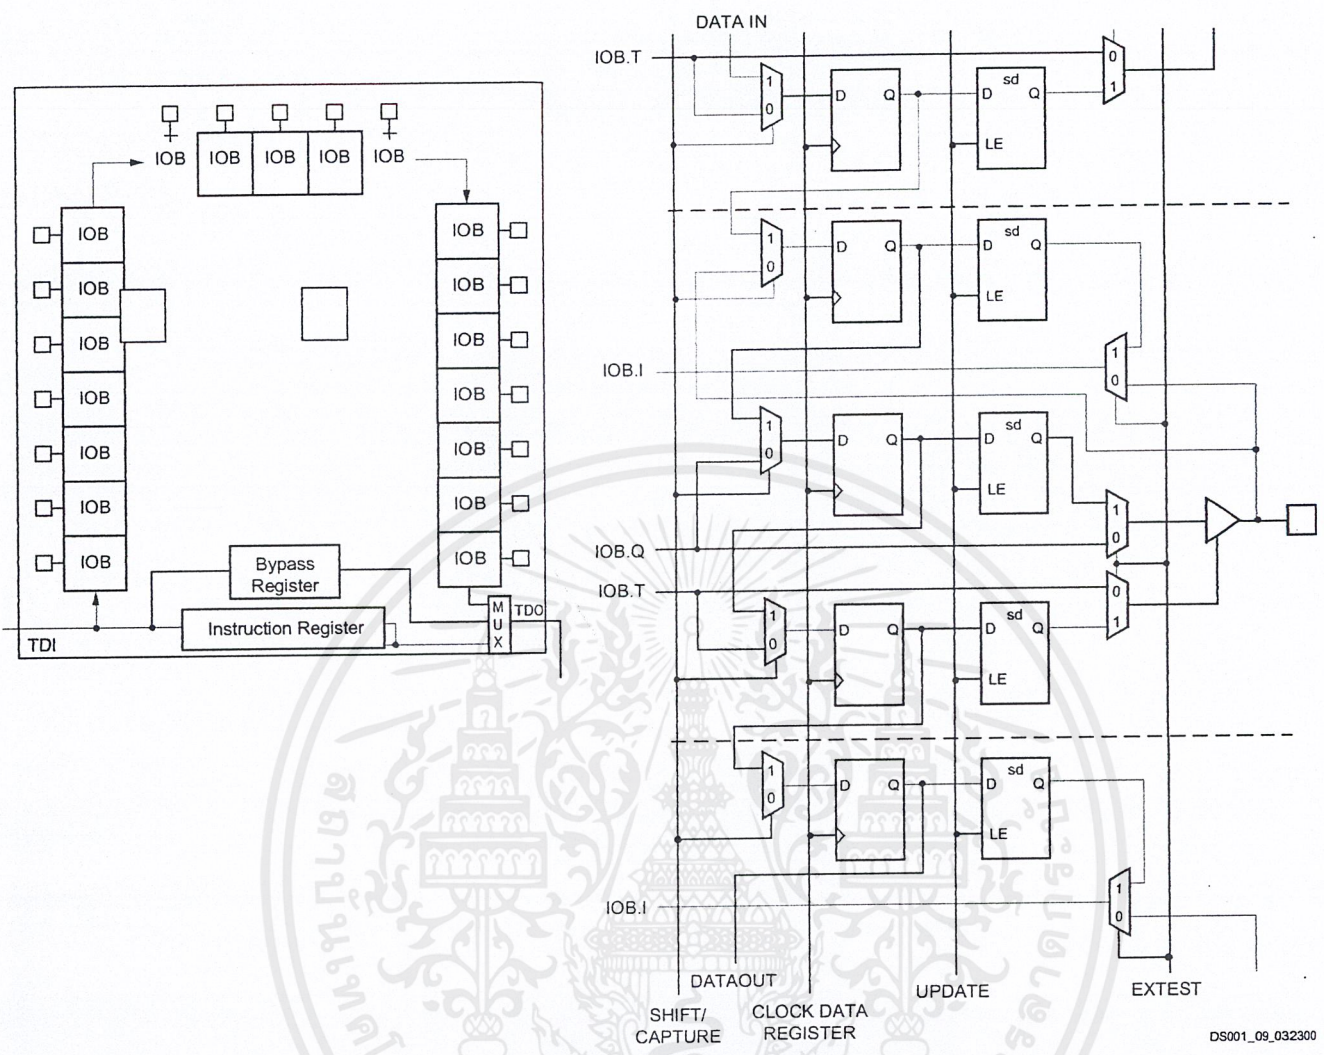 IOB IOB IOB IOB IOB
IOB
IOB
IOB
IOB
IOB
IOB
IOB
IOB
IOB
IOB
IOB
IOB
IOB
IOB
Bypass
Register
Instruction Register
TDI
M
U
X
TDO
DATA IN
IOB.T
1
0
D Q
D sd Q
LE
0
1
1
0
D Q
D sd Q
LE
IOB.I
1
0
1
0
D Q
D sd Q
LE
1
0
IOB.Q
IOB.T
0
1
1
0
D Q
D sd Q
LE
1
0
D Q
D sd Q
LE
IOB.I
1
0
DATAOUT
SHIFT/
CAPTURE
CLOCK DATA
REGISTER
UPDATE
EXTEST
DS001_09_032300